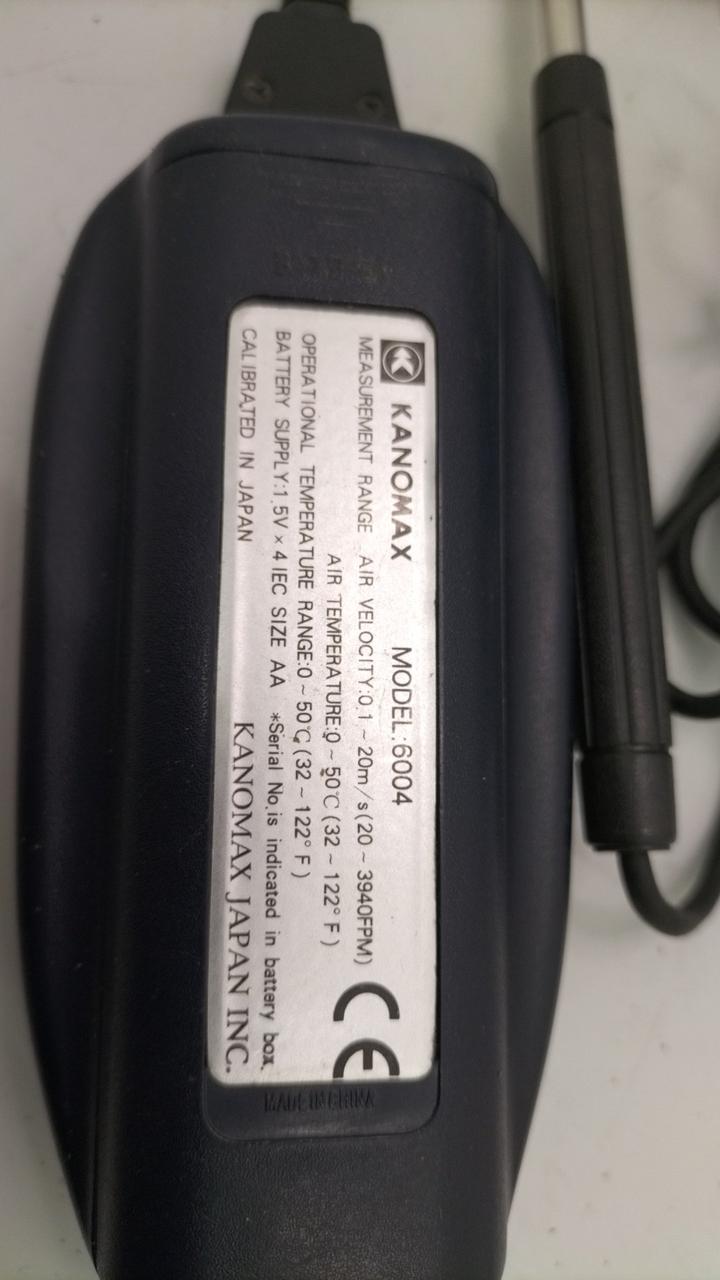 KANOMAX MODEL:6004
MEASUREMENT RANGE AIR VELOCITY:0.1 ~ 20m/s(20 ~ 3940FPM)
AIR TEMPERATURE:0 ~ 50℃(32 ~ 122°F)
OPERATIONAL TEMPERATURE RANGE:0 ~ 50℃(32 ~ 122°F)
BATTERY SUPPLY:1.5V × 4 IEC SIZE AA *Serial No.is indicated in battery box.
CALIBRATED IN JAPAN
KANOMAX JAPAN INC.
CE
MADE IN CHINA